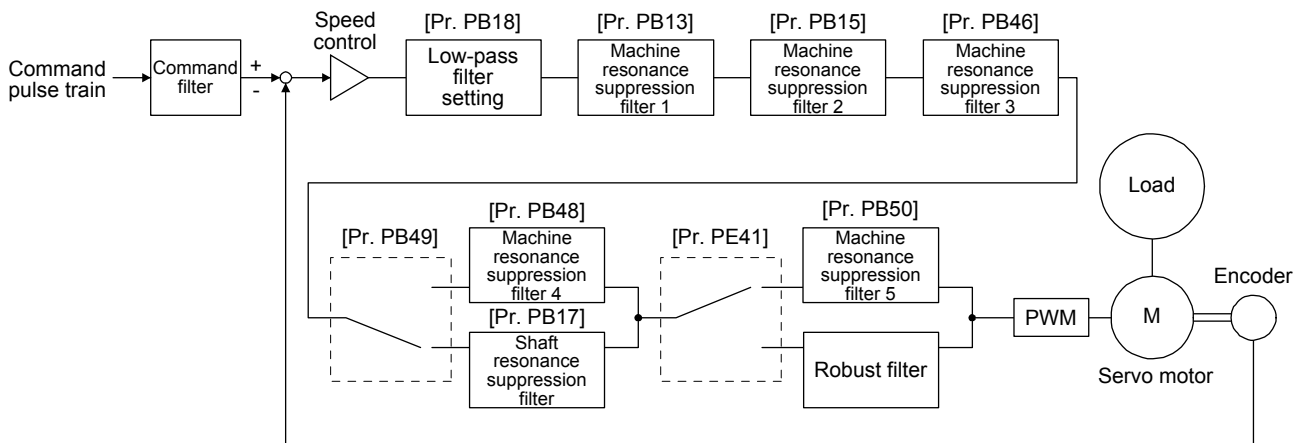 Speed
control
[Pr. PB18]
[Pr. PB13]
[Pr. PB15]
[Pr. PB46]
Command
pulse train
Command
filter
+
-
Low-pass
filter
setting
Machine
resonance
suppression
filter 1
Machine
resonance
suppression
filter 2
Machine
resonance
suppression
filter 3
Load
[Pr. PB49]
[Pr. PB48]
Machine
resonance
suppression
filter 4
[Pr. PB17]
Shaft
resonance
suppression
filter
[Pr. PE41]
[Pr. PB50]
Machine
resonance
suppression
filter 5
Robust filter
PWM
M
Servo motor
Encoder